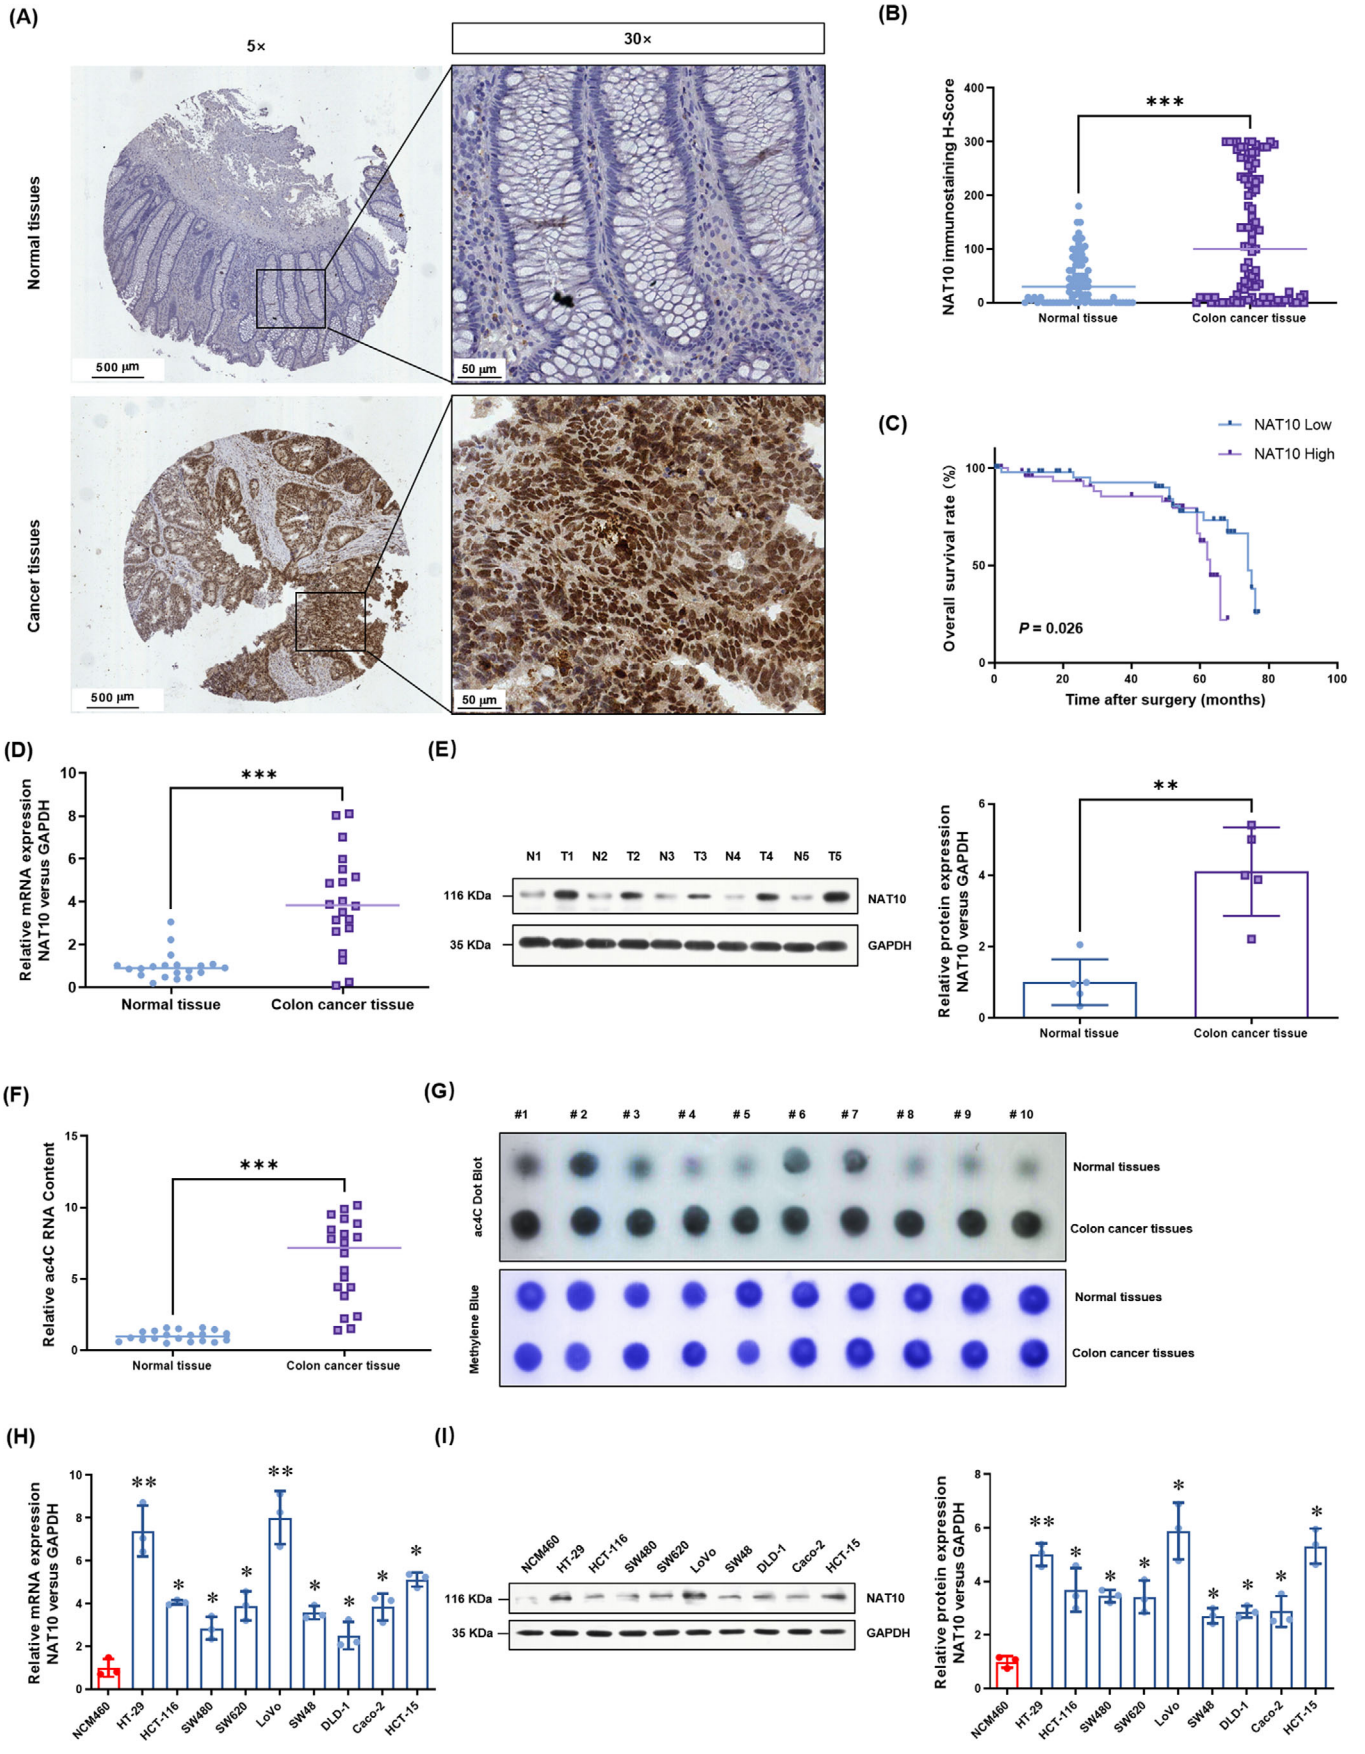 (A)
5×
30×
Normal tissues
500 μm
50 μm
Cancer tissues
500 μm
50 μm
(B)
NAT10 immunostaining H-Score
400
300
200
100
0
***
Normal tissue
Colon cancer tissue
(C)
NAT10 Low
NAT10 High
Overall survival rate (%)
100
50
0
P = 0.026
0
20
40
60
80
100
Time after surgery (months)
(D)
Relative mRNA expression
NAT10 versus GAPDH
10
8
6
4
2
0
***
Normal tissue
Colon cancer tissue
(E)
N1 T1 N2 T2 N3 T3 N4 T4 N5 T5
116 KDa
NAT10
35 KDa
GAPDH
Relative protein expression
NAT10 versus GAPDH
6
4
2
0
**
Normal tissue
Colon cancer tissue
(F)
Relative ac4C RNA Content
15
10
5
0
***
Normal tissue
Colon cancer tissue
(G)
#1 # 2 # 3 # 4 # 5 # 6 # 7 # 8 # 9 # 10
ac4C Dot Blot
Normal tissues
Colon cancer tissues
Methylene Blue
Normal tissues
Colon cancer tissues
(H)
Relative mRNA expression
NAT10 versus GAPDH
10
8
6
4
2
0
** * * * ** * * * *
NCM460 HT-29 HCT-116 SW480 SW620 LoVo SW48 DLD-1 Caco-2 HCT-15
(I)
NCM460 HT-29 HCT-116 SW480 SW620 LoVo SW48 DLD-1 Caco-2 HCT-15
116 KDa
NAT10
35 KDa
GAPDH
Relative protein expression
NAT10 versus GAPDH
8
6
4
2
0
** * * * * * * * *
NCM460 HT-29 HCT-116 SW480 SW620 LoVo SW48 DLD-1 Caco-2 HCT-15